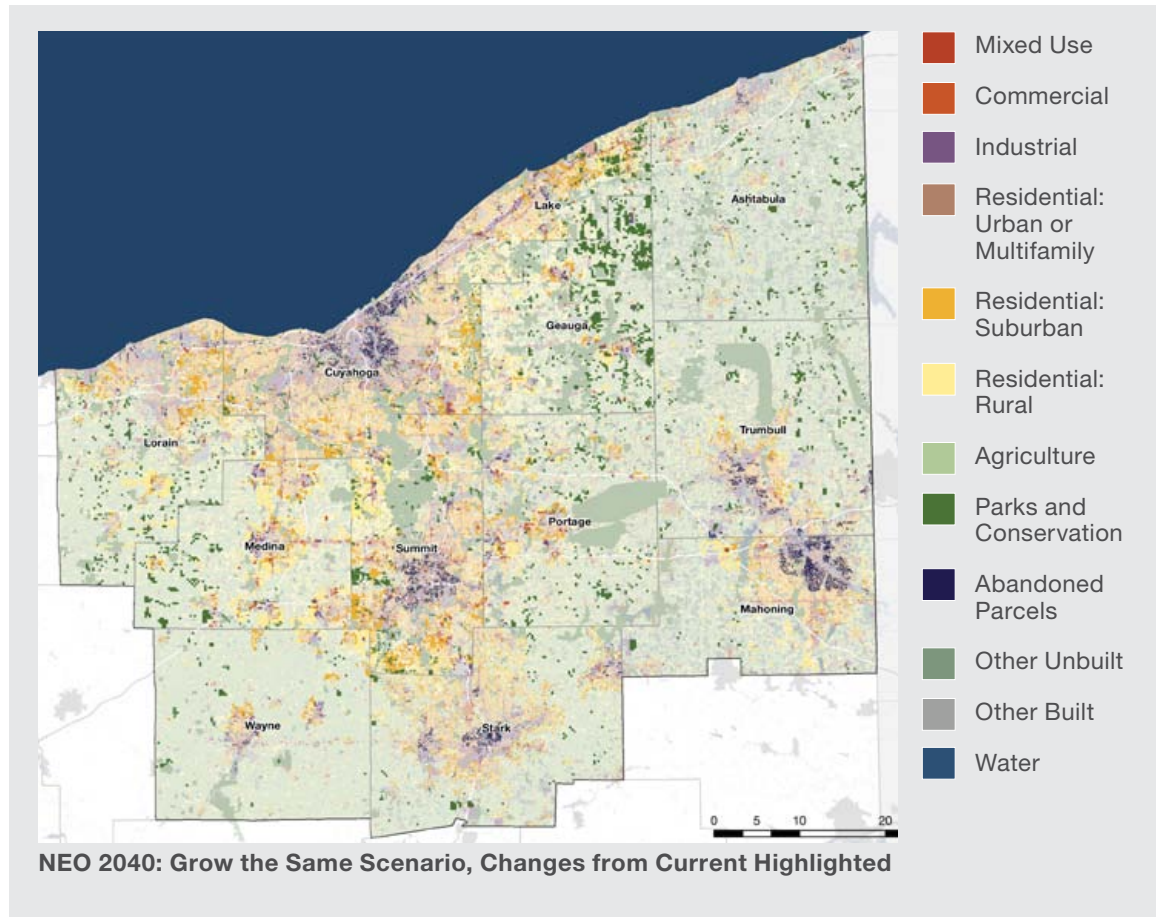 Mixed Use
Commercial
Industrial
Residential:
Urban or
Multifamily
Residential:
Suburban
Residential:
Rural
Agriculture
Parks and
Conservation
Abandoned
Parcels
Other Unbuilt
Other Built
Water
Lake
Ashtabula
Geauga
Cuyahoga
Lorain
Trumbull
Medina
Summit
Portage
Mahoning
Wayne
Stark
0 5 10 20
NEO 2040: Grow the Same Scenario, Changes from Current Highlighted